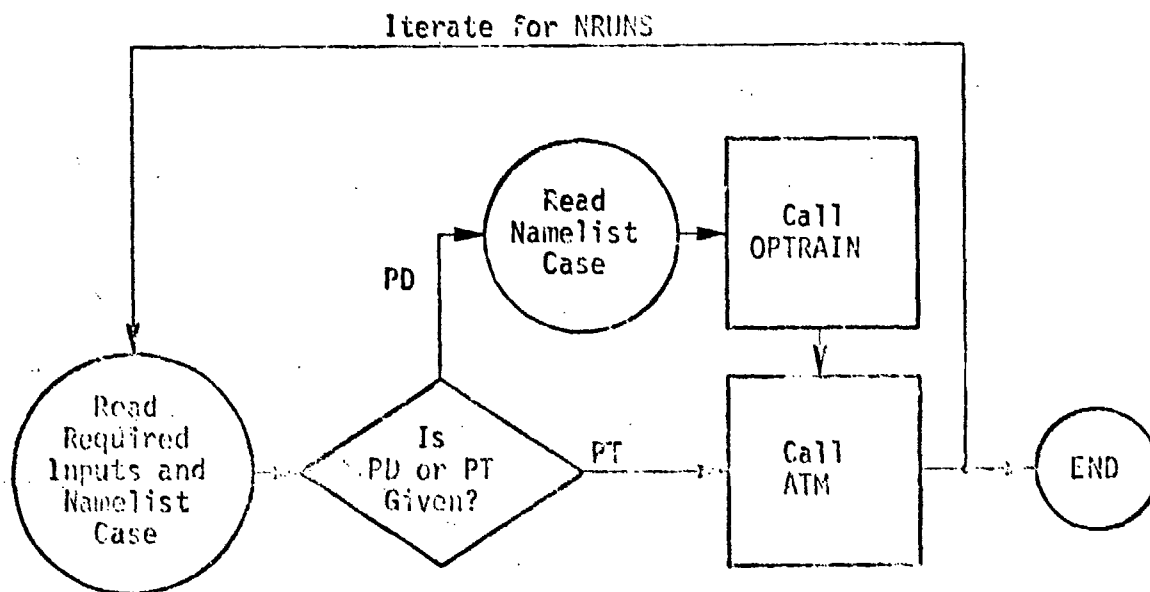 Iterate for NRUNS
Read
Namelist
Case
Call
OPTRAIN
PD
Read
Required
Inputs and
Namelist
Case
Is
PD or PT
Given?
PT
Call
ATM
END